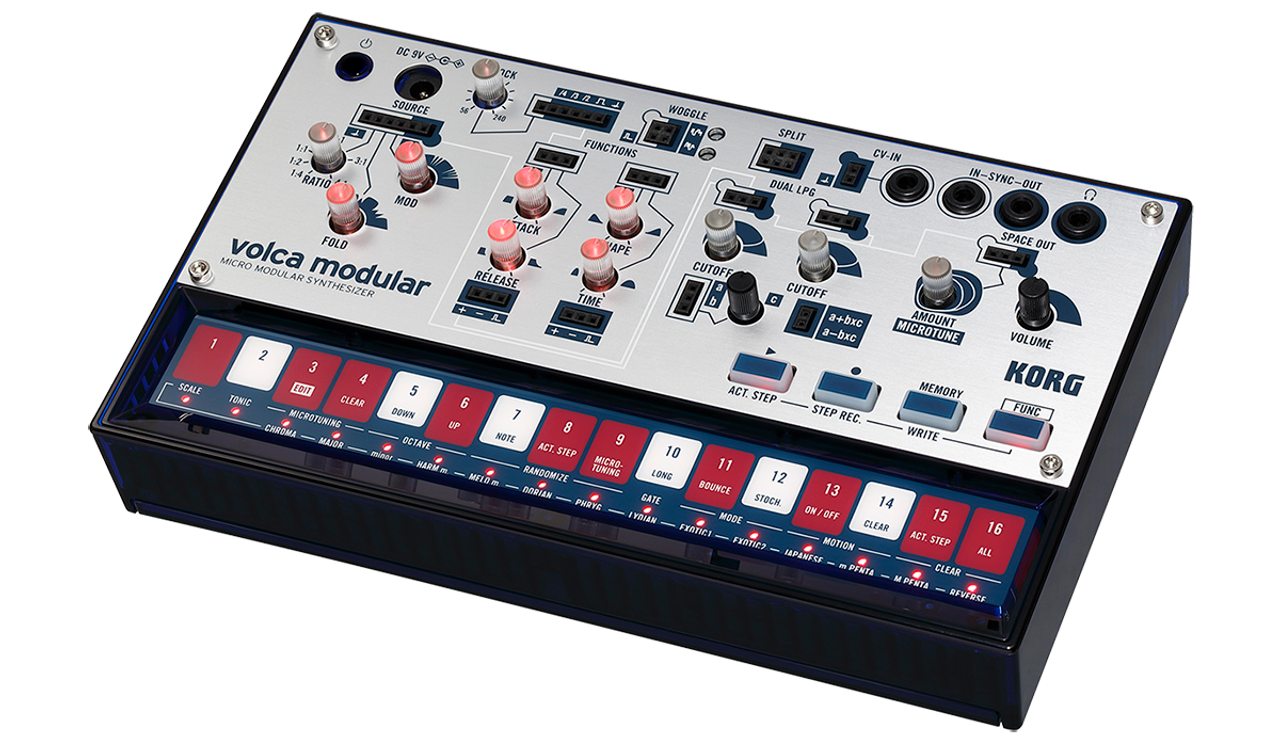 DC 9V
56
240
/4 /3 /2
SOURCE
WOGGLE
SPLIT
CV-IN
IN-SYNC-OUT
FUNCTIONS
DUAL LPG
1:1
1:2
1:4
3:1
RATIO
MOD
FOLD
SPACE OUT
volca modular
MICRO MODULAR SYNTHESIZER
RELEASE
TIME
+ −
+ −
CUTOFF
CUTOFF
a
b
c
a+bxc
a−bxc
AMOUNT
MICROTUNE
VOLUME
KORG
ACT. STEP
STEP REC.
MEMORY
WRITE
FUNC
1
2
3
EDIT
4
CLEAR
5
DOWN
6
UP
7
NOTE
8
ACT. STEP
9
MICRO-
TUNING
10
LONG
11
BOUNCE
12
STOCH.
13
ON / OFF
14
CLEAR
15
ACT. STEP
16
ALL
SCALE
TONIC
MICROTUNING
OCTAVE
RANDOMIZE
GATE
MODE
MOTION
CLEAR
CHROMA
MAJOR
minor
HARM m
MELO m
DORIAN
PHRYG
LYDIAN
EXOTIC1
EXOTIC2
JAPANESE
m PENTA
M PENTA
REVERSE